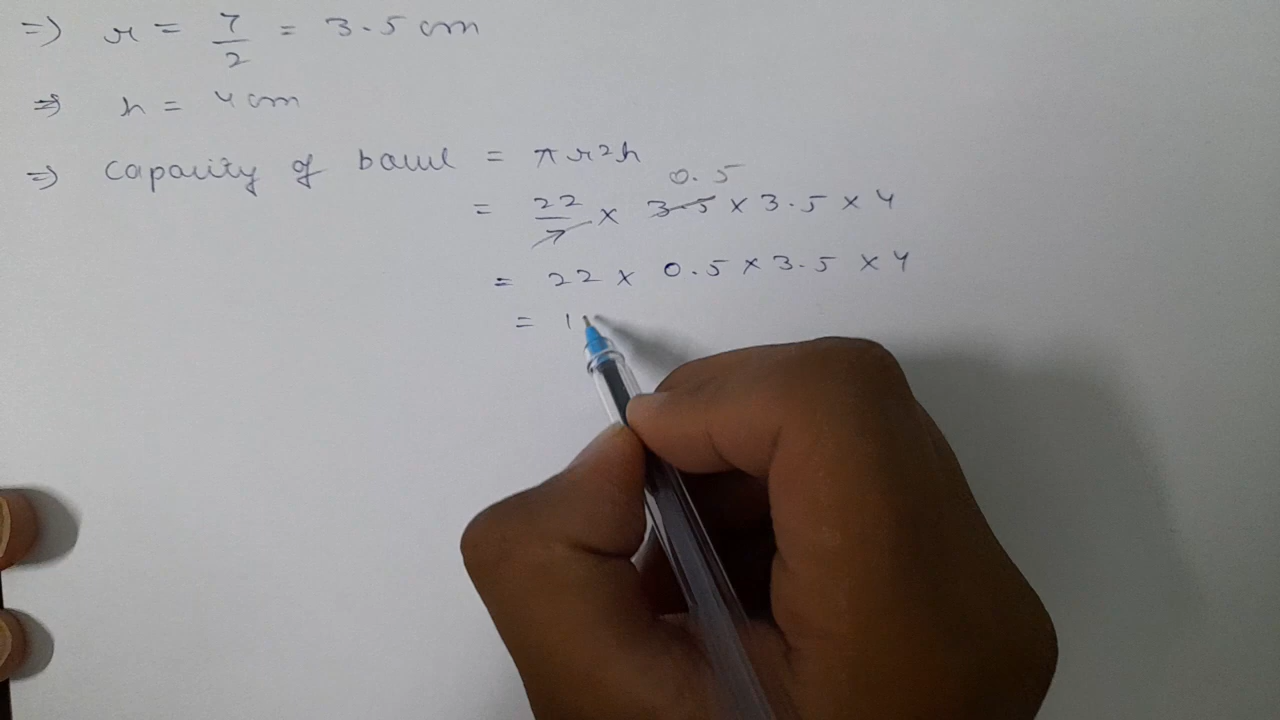 => r = 7/2 = 3.5 cm
=> h = 4 cm
=> capacity of bowl = πr²h
0.5
= 22/7 × 3.5 × 3.5 × 4
= 22 × 0.5 × 3.5 × 4
= 1